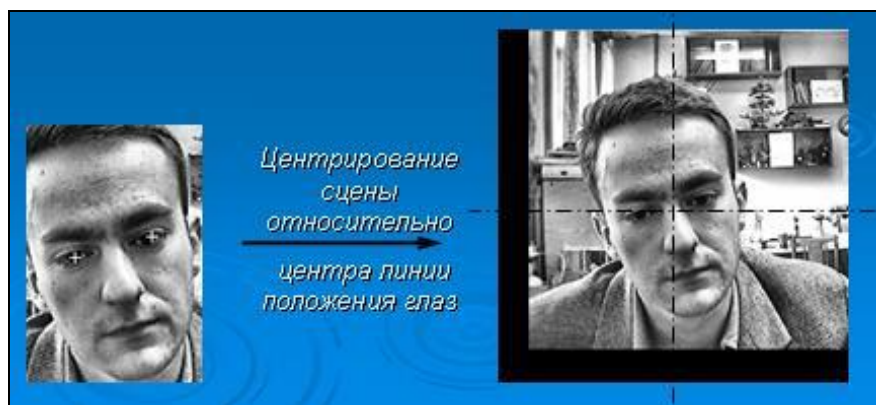 Центрирование
сцены
относительно
центра линии
положения глаз